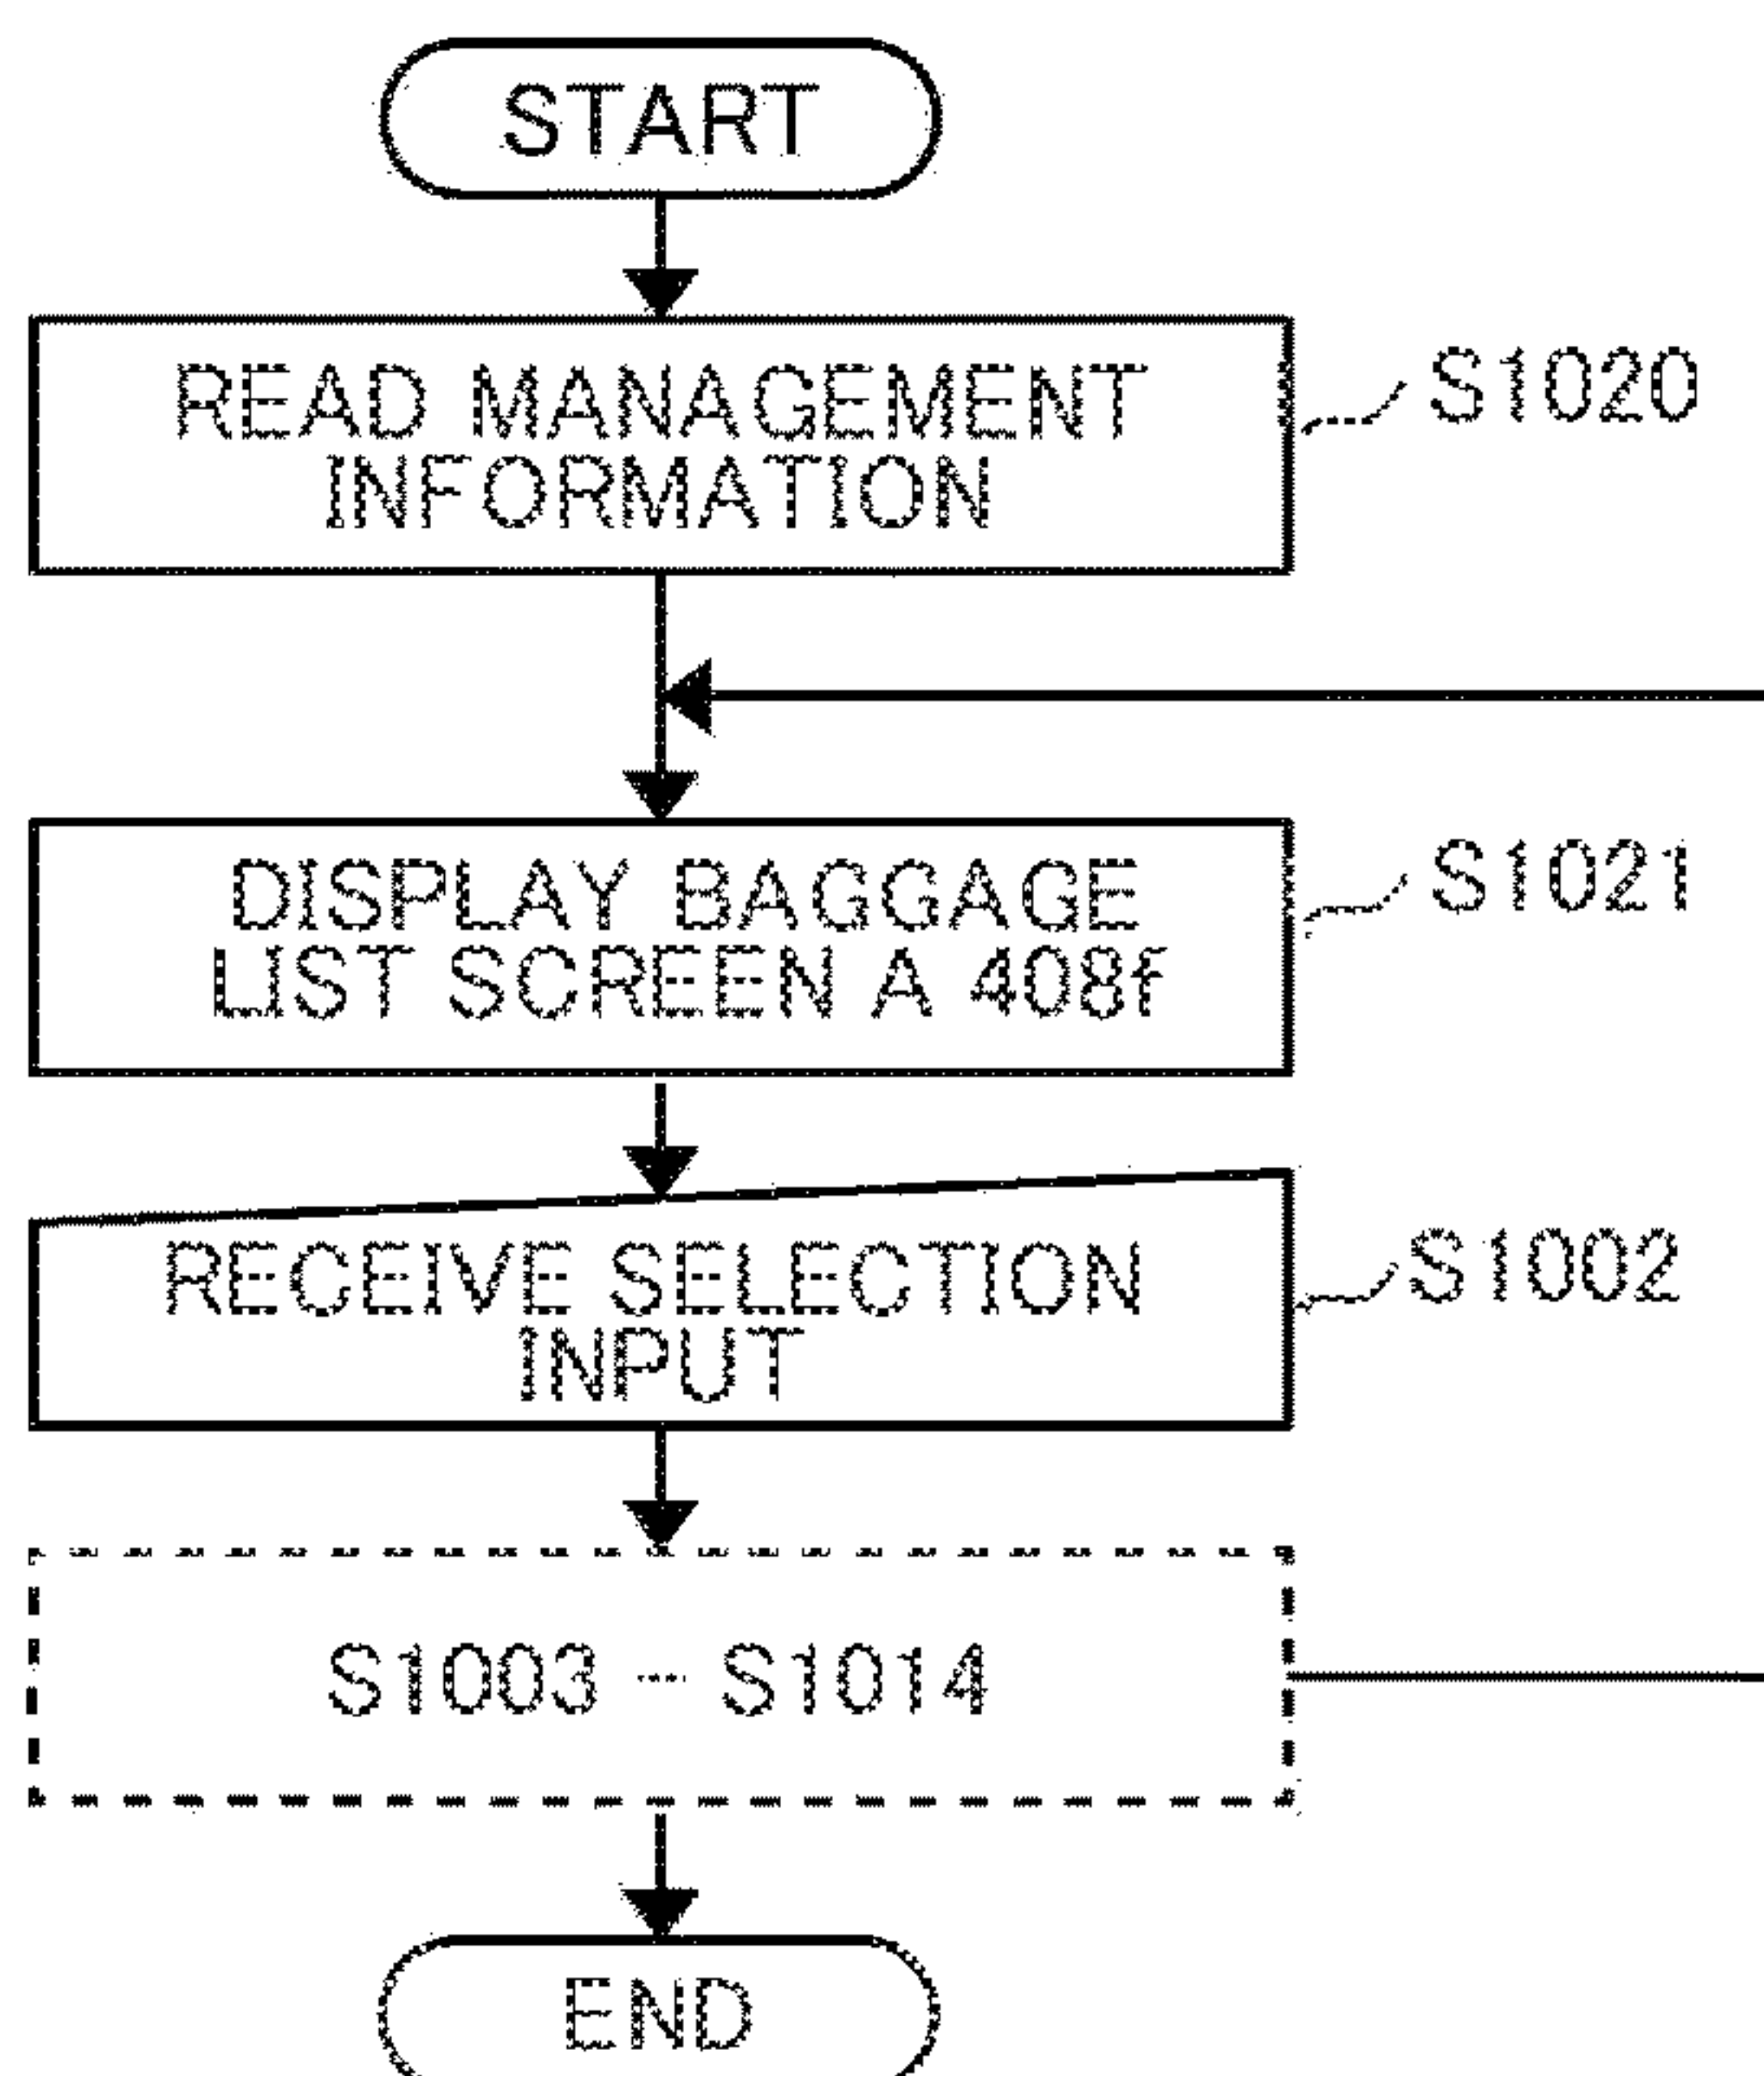 START
READ MANAGEMENT
INFORMATION
S1020
DISPLAY BAGGAGE
LIST SCREEN A 408f
S1021
RECEIVE SELECTION
INPUT
S1002
S1003 - S1014
END